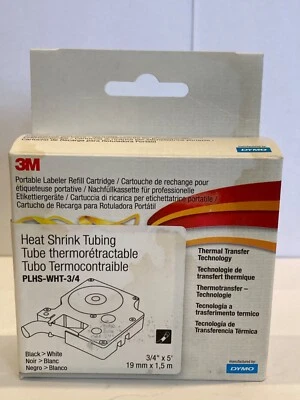 3M
Portable Labeler Refill Cartridge / Cartouche de rechange pour
étiqueteuse portative / Nachfüllkassette für professionelle
Etikettiergeräte / Cartuccia di ricarica per etichettatrice portatile /
Cartucho de Recarga para Rotuladora Portátil
Heat Shrink Tubing
Tube thermorétractable
Tubo Termocontraible
PLHS-WHT-3/4
Thermal Transfer
Technology
Technologie de
transfert thermique
Thermotransfer –
Technologie
Tecnologia a
trasferimento termico
Tecnología de
Transferência Térmica
Black > White
Noir > Blanc
Negro > Blanco
3/4" x 5'
19 mm x 1,5 m
manufactured by:
DYMO